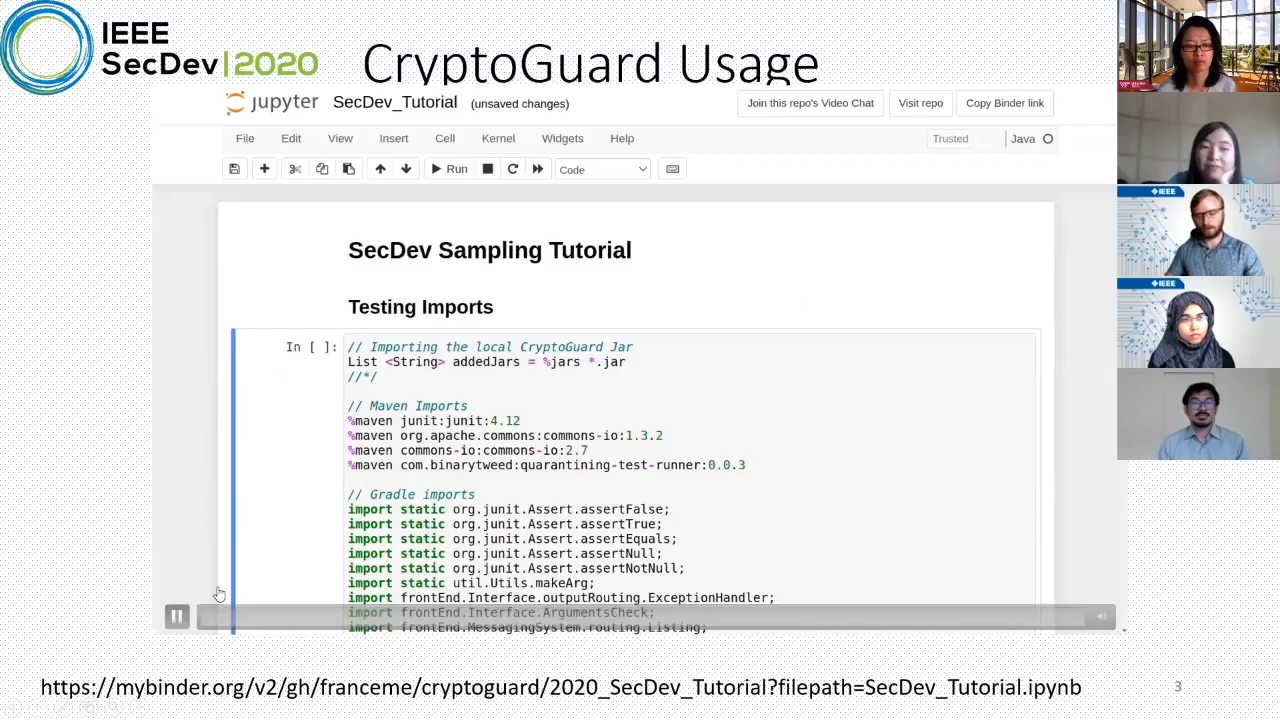 IEEE
SecDev|2020
CryptoGuard Usage
jupyter SecDev_Tutorial (unsaved changes)
Join this repo's Video Chat
Visit repo
Copy Binder link
File Edit View Insert Cell Kernel Widgets Help
Trusted
Java
Run
Code
SecDev Sampling Tutorial
Testing Imports
In [ ]:
// Importing the local CryptoGuard Jar
List <String> addedJars = %jars *.jar
//*/
// Maven Imports
%maven junit:junit:4.12
%maven org.apache.commons:commons-io:1.3.2
%maven commons-io:commons-io:2.7
%maven com.binarytweed:quarantining-test-runner:0.0.3
// Gradle imports
import static org.junit.Assert.assertFalse;
import static org.junit.Assert.assertTrue;
import static org.junit.Assert.assertEquals;
import static org.junit.Assert.assertNull;
import static org.junit.Assert.assertNotNull;
import static util.Utils.makeArg;
import frontEnd.Interface.outputRouting.ExceptionHandler;
import frontEnd.Interface.ArgumentsCheck;
import frontEnd.MessagingSystem.routing.Listing;
https://mybinder.org/v2/gh/franceme/cryptoguard/2020_SecDev_Tutorial?filepath=SecDev_Tutorial.ipynb
3
IEEE
IEEE